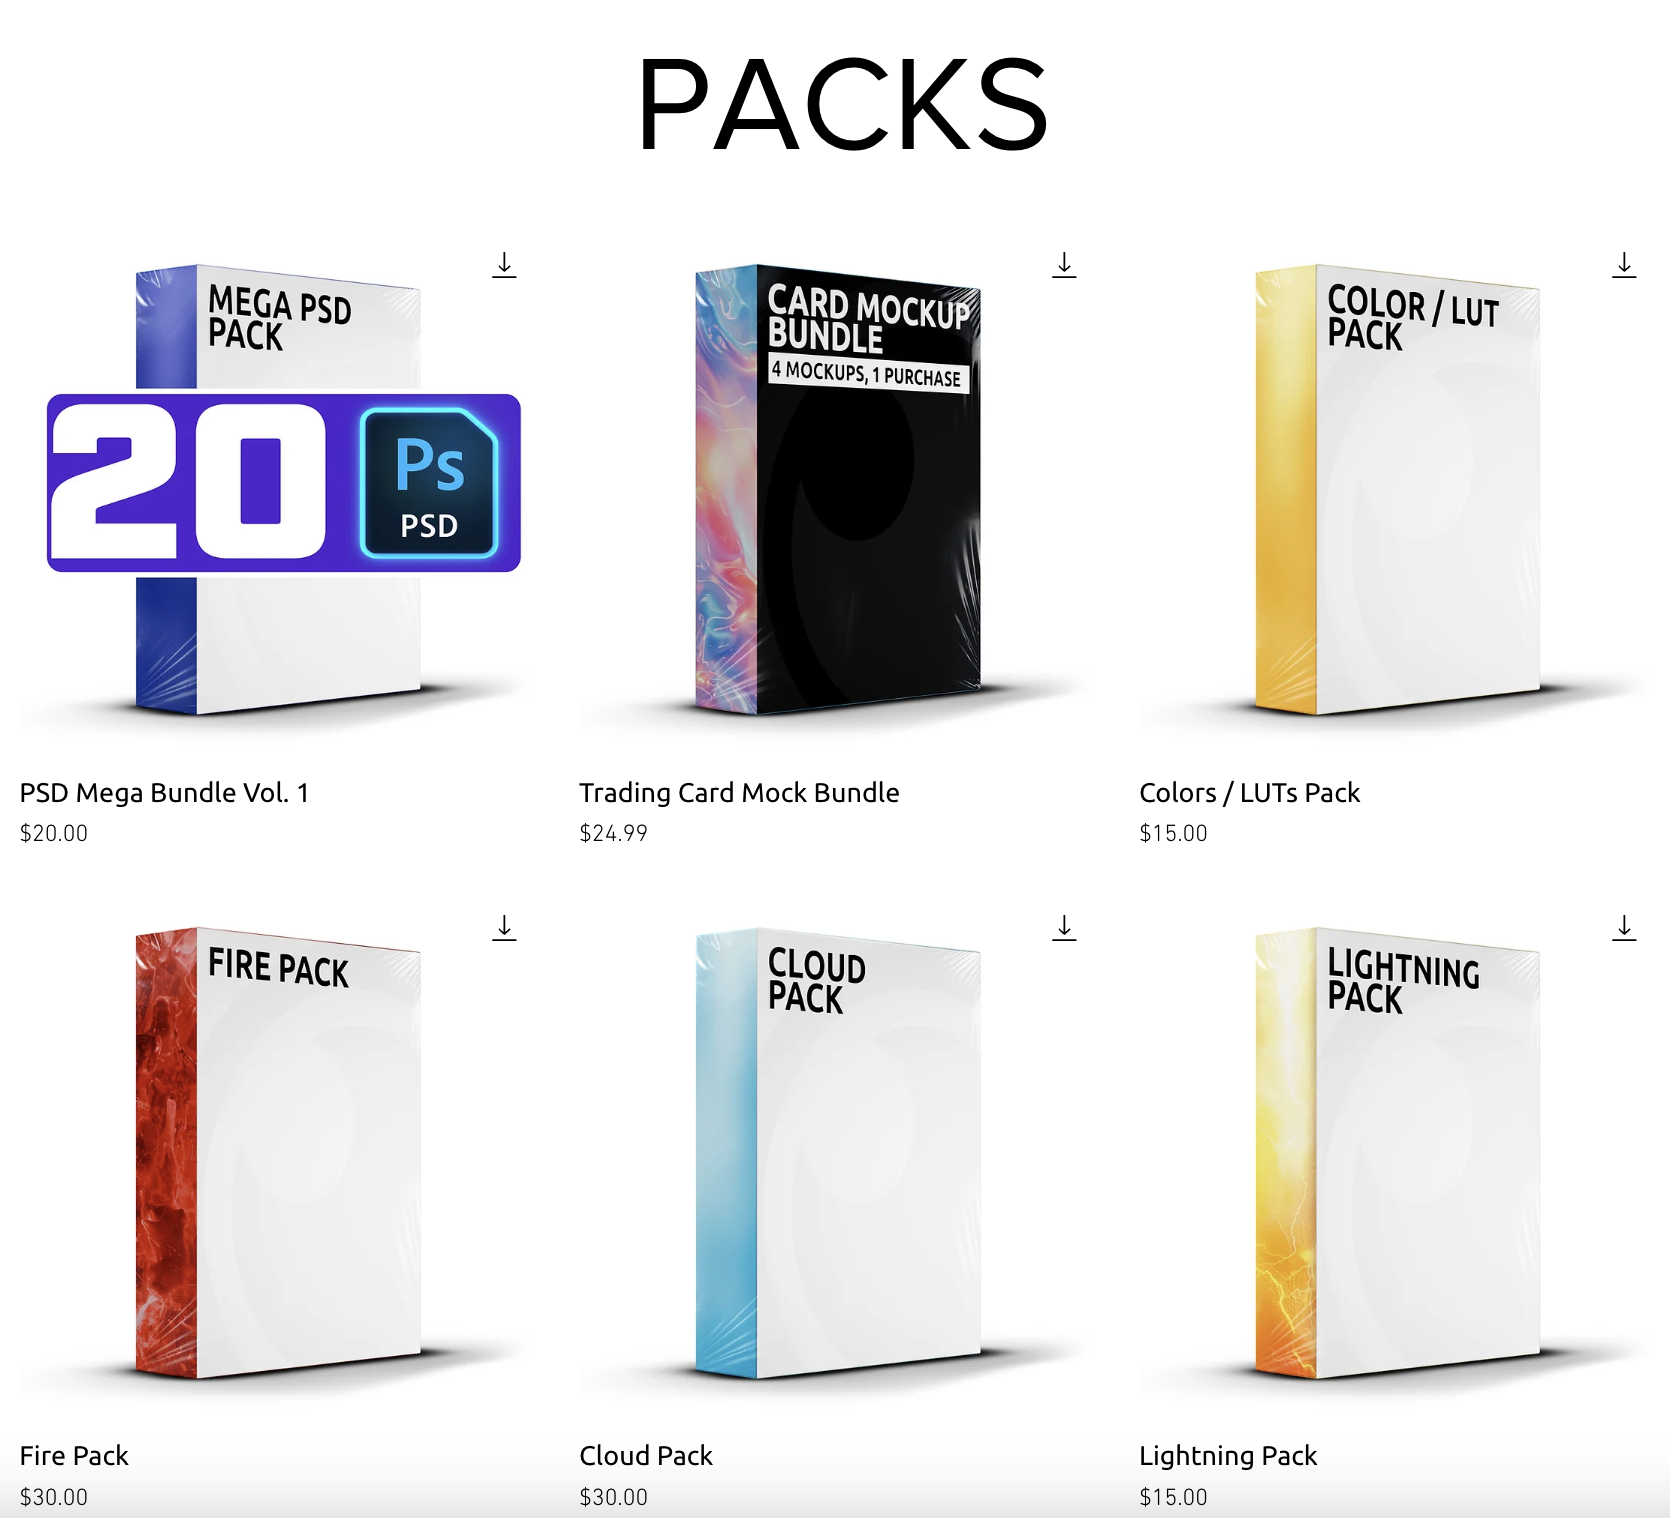 PACKS
MEGA PSD
PACK
20
Ps
PSD
PSD Mega Bundle Vol. 1
$20.00
CARD MOCKUP
BUNDLE
4 MOCKUPS, 1 PURCHASE
Trading Card Mock Bundle
$24.99
COLOR / LUT
PACK
Colors / LUTs Pack
$15.00
FIRE PACK
Fire Pack
$30.00
CLOUD
PACK
Cloud Pack
$30.00
LIGHTNING
PACK
Lightning Pack
$15.00